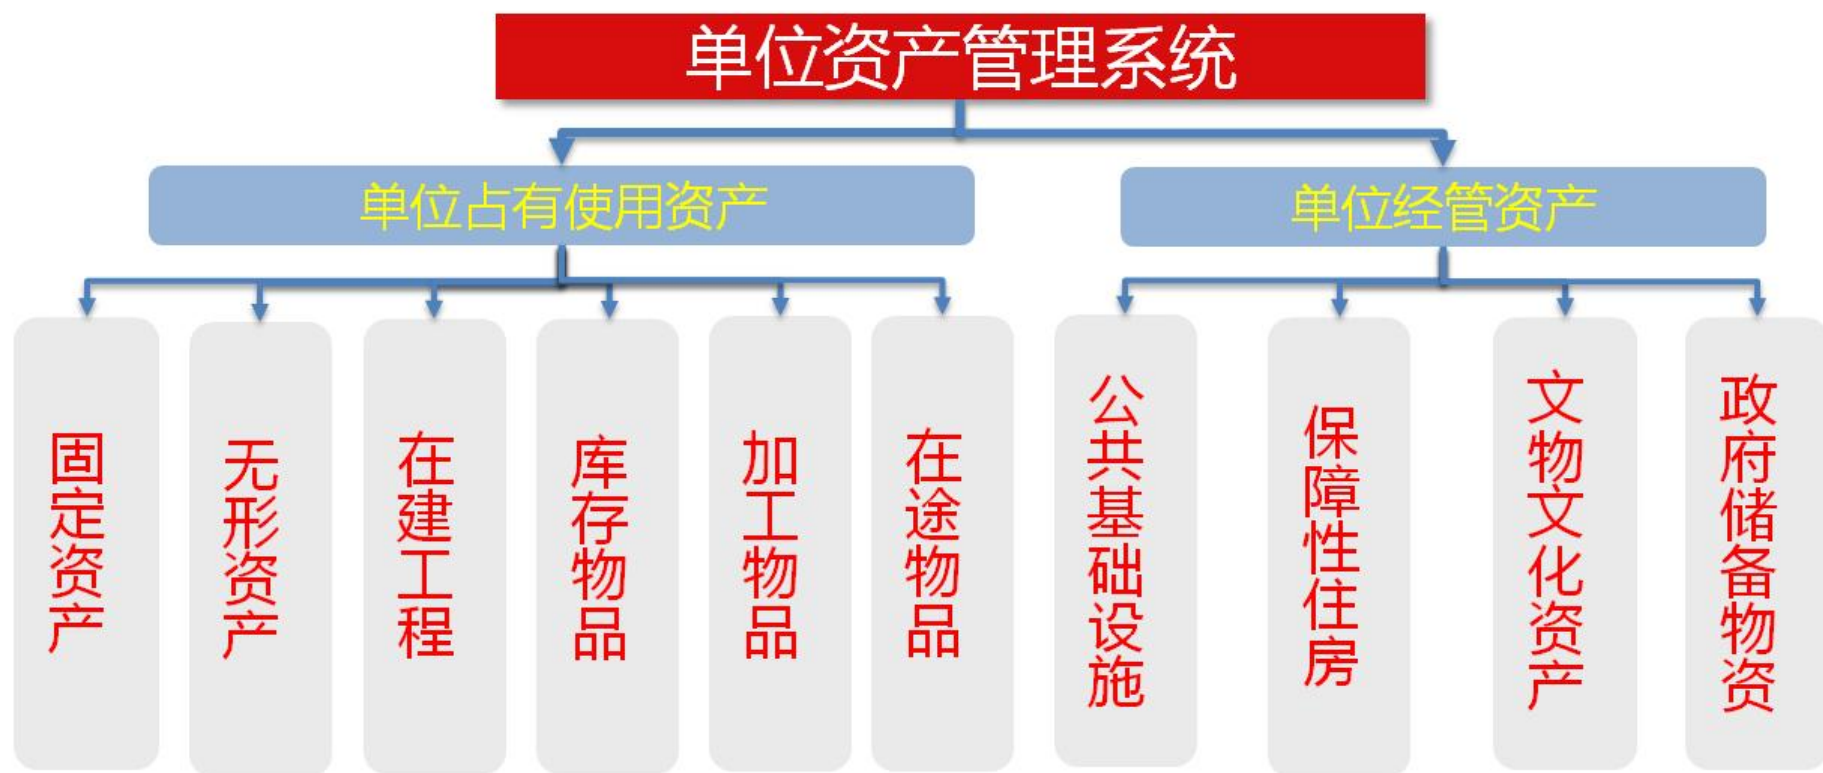 单位资产管理系统
单位占有使用资产
单位经管资产
固定资产
无形资产
在建工程
库存物品
加工物品
在途物品
公共基础设施
保障性住房
文物文化资产
政府储备物资